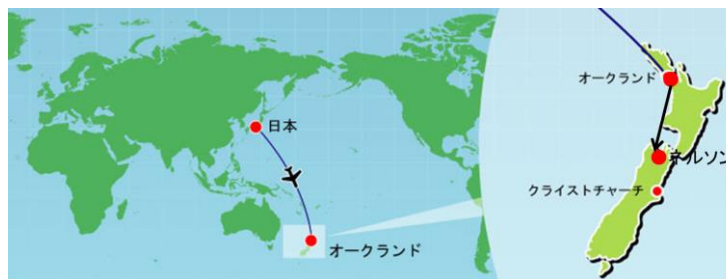 日本
オークランド
オークランド
ネルソン
クライストチャーチ